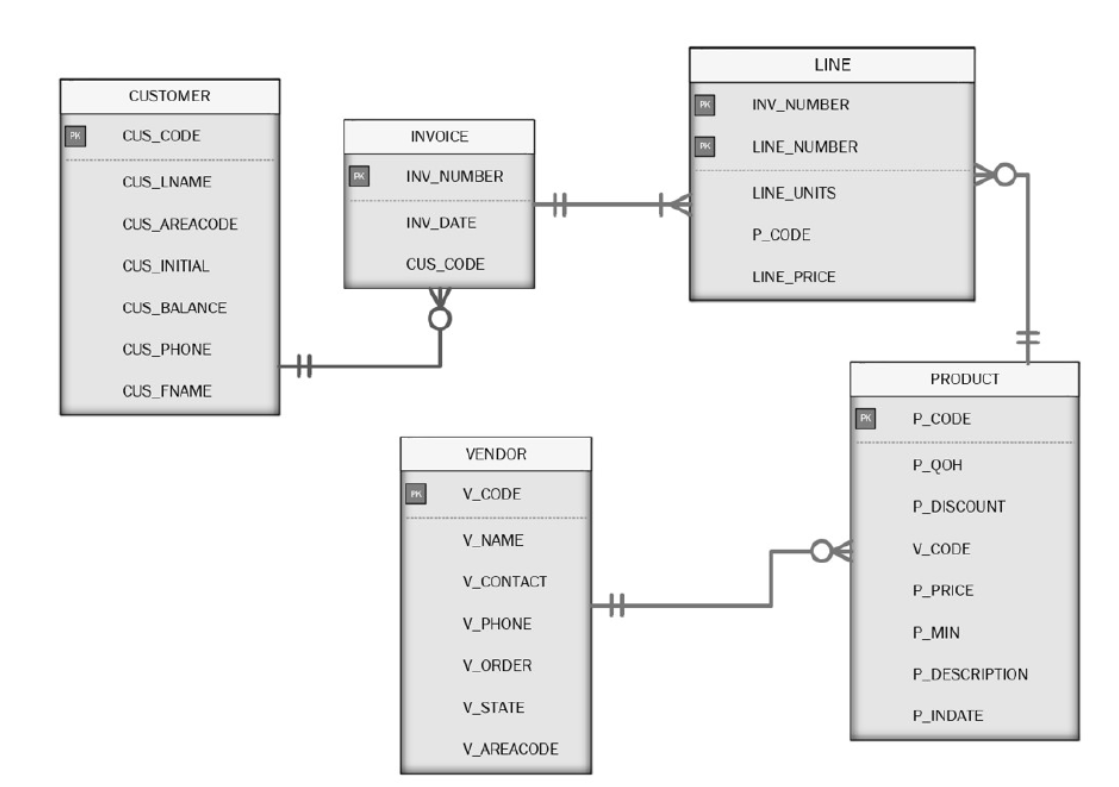 CUSTOMER
PK CUS_CODE
CUS_LNAME
CUS_AREACODE
CUS_INITIAL
CUS_BALANCE
CUS_PHONE
CUS_FNAME
INVOICE
PK INV_NUMBER
INV_DATE
CUS_CODE
LINE
PK INV_NUMBER
PK LINE_NUMBER
LINE_UNITS
P_CODE
LINE_PRICE
VENDOR
PK V_CODE
V_NAME
V_CONTACT
V_PHONE
V_ORDER
V_STATE
V_AREACODE
PRODUCT
PK P_CODE
P_QOH
P_DISCOUNT
V_CODE
P_PRICE
P_MIN
P_DESCRIPTION
P_INDATE